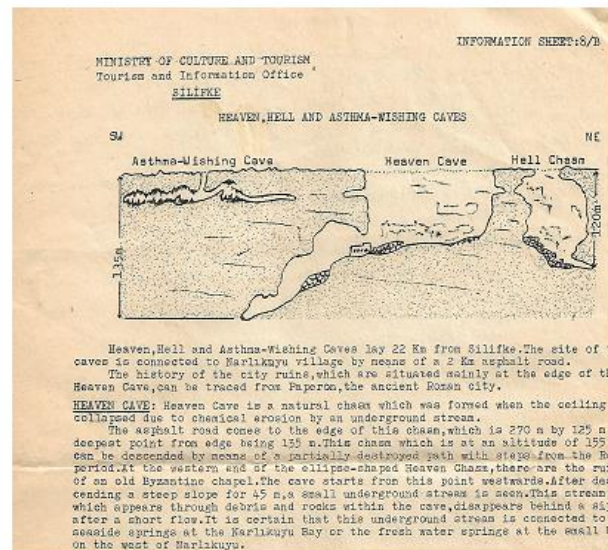 INFORMATION SHEET:8/B
MINISTRY OF CULTURE AND TOURISM
Tourism and Information Office
SİLİFKE
HEAVEN,HELL AND ASTHMA-WISHING CAVES
SW
NE
Asthma-Wishing Cave
Heaven Cave
Hell Chasm
135m
120m
Heaven,Hell and Asthma-Wishing Caves lay 22 Km from Silifke.The site of
caves is connected to Narlıkuyu village by means of a 2 Km asphalt road.
The history of the city ruins,which are situated mainly at the edge of
Heaven Cave,can be traced from Paperon,the ancient Roman city.
HEAVEN CAVE: Heaven Cave is a natural chasm which was formed when the ceiling
collapsed due to chemical erosion by an underground stream.
The asphalt road comes to the edge of this chasm,which is 270 m by 125 m
deepest point from edge being 135 m.This chasm which is at an altitude of 155
can be descended by means of a partially destroyed path with steps from the
period.At the western end of the ellipse-shaped Heaven Chasm,there are the
of an old Byzantine chapel.The cave starts from this point westwards.After
cending a steep slope for 45 m,a small underground stream is seen.This stream
which appears through debris and rocks within the cave,disappears behind a
after a short flow.It is certain that this underground stream is connected to
seaside springs at the Narlıkuyu Bay or the fresh water springs at the small
on the west of Narlıkuyu.